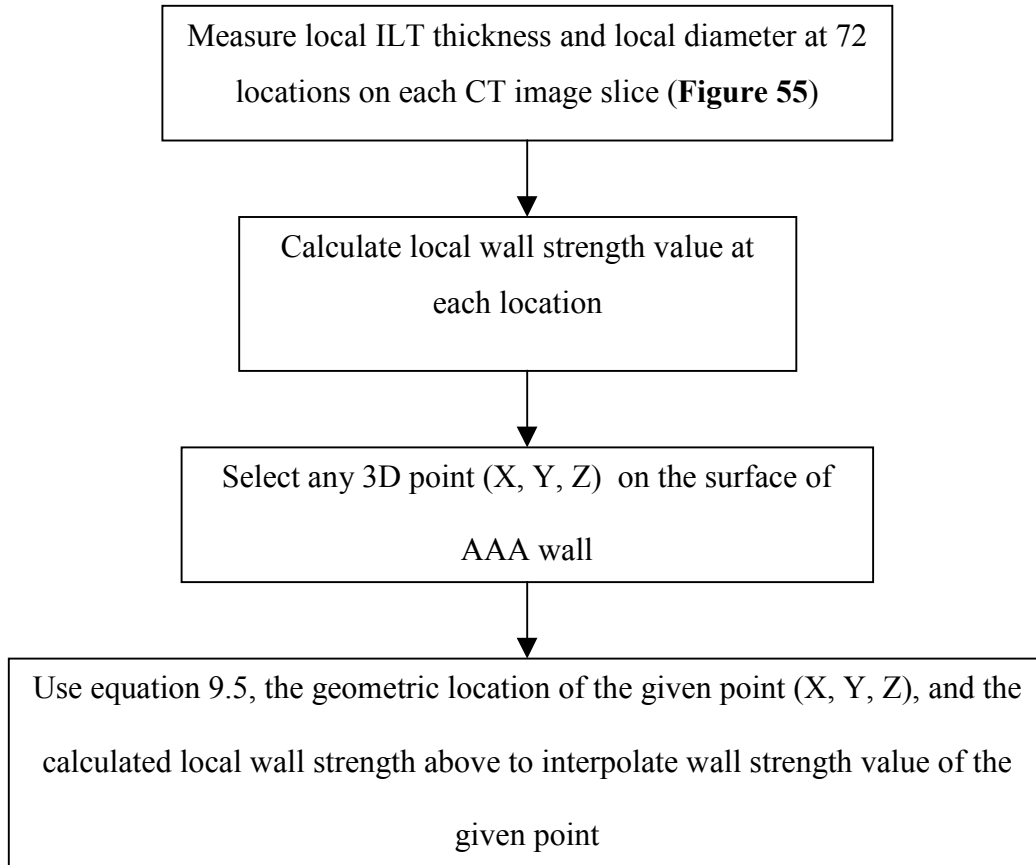 Measure local ILT thickness and local diameter at 72
locations on each CT image slice (Figure 55)
Calculate local wall strength value at
each location
Select any 3D point (X, Y, Z) on the surface of
AAA wall
Use equation 9.5, the geometric location of the given point (X, Y, Z), and the
calculated local wall strength above to interpolate wall strength value of the
given point